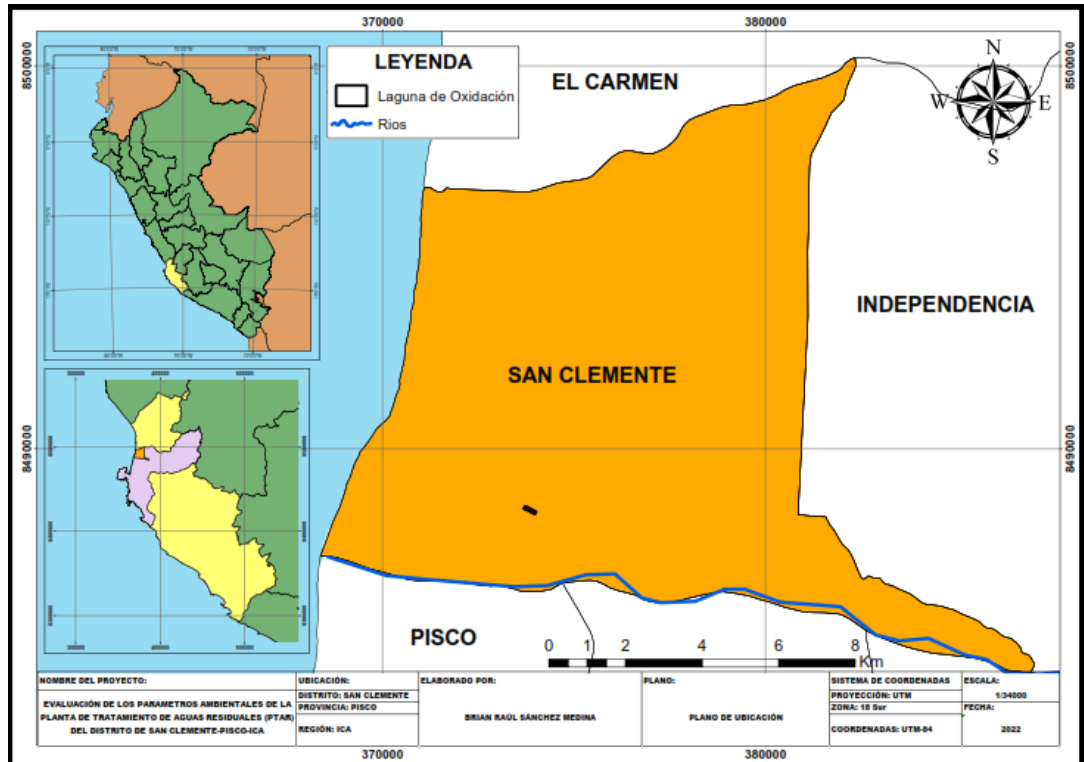 370000
380000
8500000
8500000
LEYENDA
Laguna de Oxidación
Rios
EL CARMEN
N
W
E
S
INDEPENDENCIA
SAN CLEMENTE
8490000
8490000
PISCO
0 1 2 4 6 8
Km
NOMBRE DEL PROYECTO:
EVALUACIÓN DE LOS PARAMETROS AMBIENTALES DE LA
PLANTA DE TRATAMIENTO DE AGUAS RESIDUALES (PTAR)
DEL DISTRITO DE SAN CLEMENTE-PISCO-ICA
UBICACIÓN:
DISTRITO: SAN CLEMENTE
PROVINCIA: PISCO
REGIÓN: ICA
ELABORADO POR:
BRIAN RAÚL SÁNCHEZ MEDINA
PLANO:
PLANO DE UBICACIÓN
SISTEMA DE COORDENADAS
PROYECCIÓN: UTM
ZONA: 18 Sur
COORDENADAS: UTM-84
ESCALA:
1/34000
FECHA:
2022
370000
380000